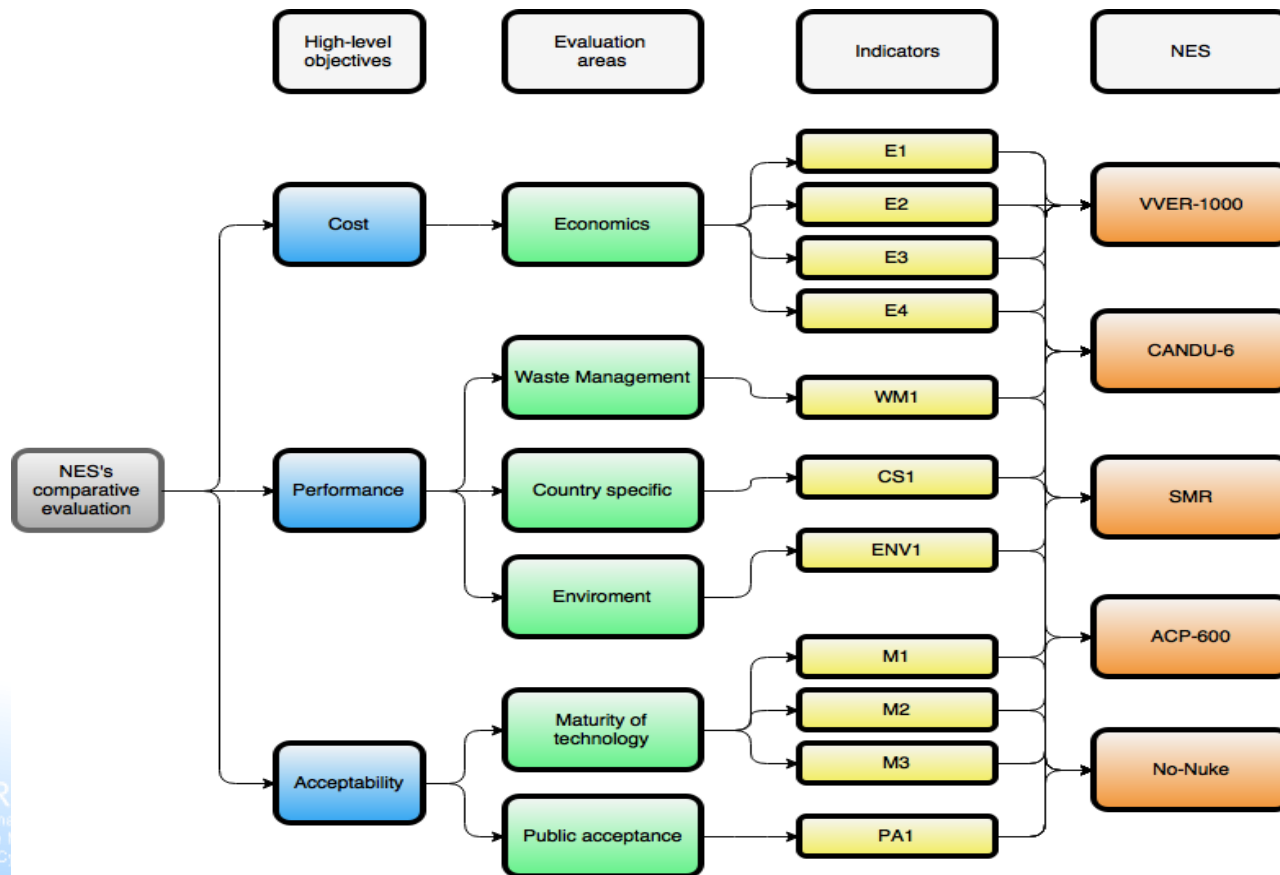 High-level
objectives
Evaluation
areas
Indicators
NES
Cost
Economics
E1
E2
E3
E4
VVER-1000
CANDU-6
Waste Management
WM1
NES's
comparative
evaluation
Performance
Country specific
CS1
SMR
Enviroment
ENV1
ACP-600
Acceptability
Maturity of
technology
M1
M2
M3
No-Nuke
Public acceptance
PA1
R